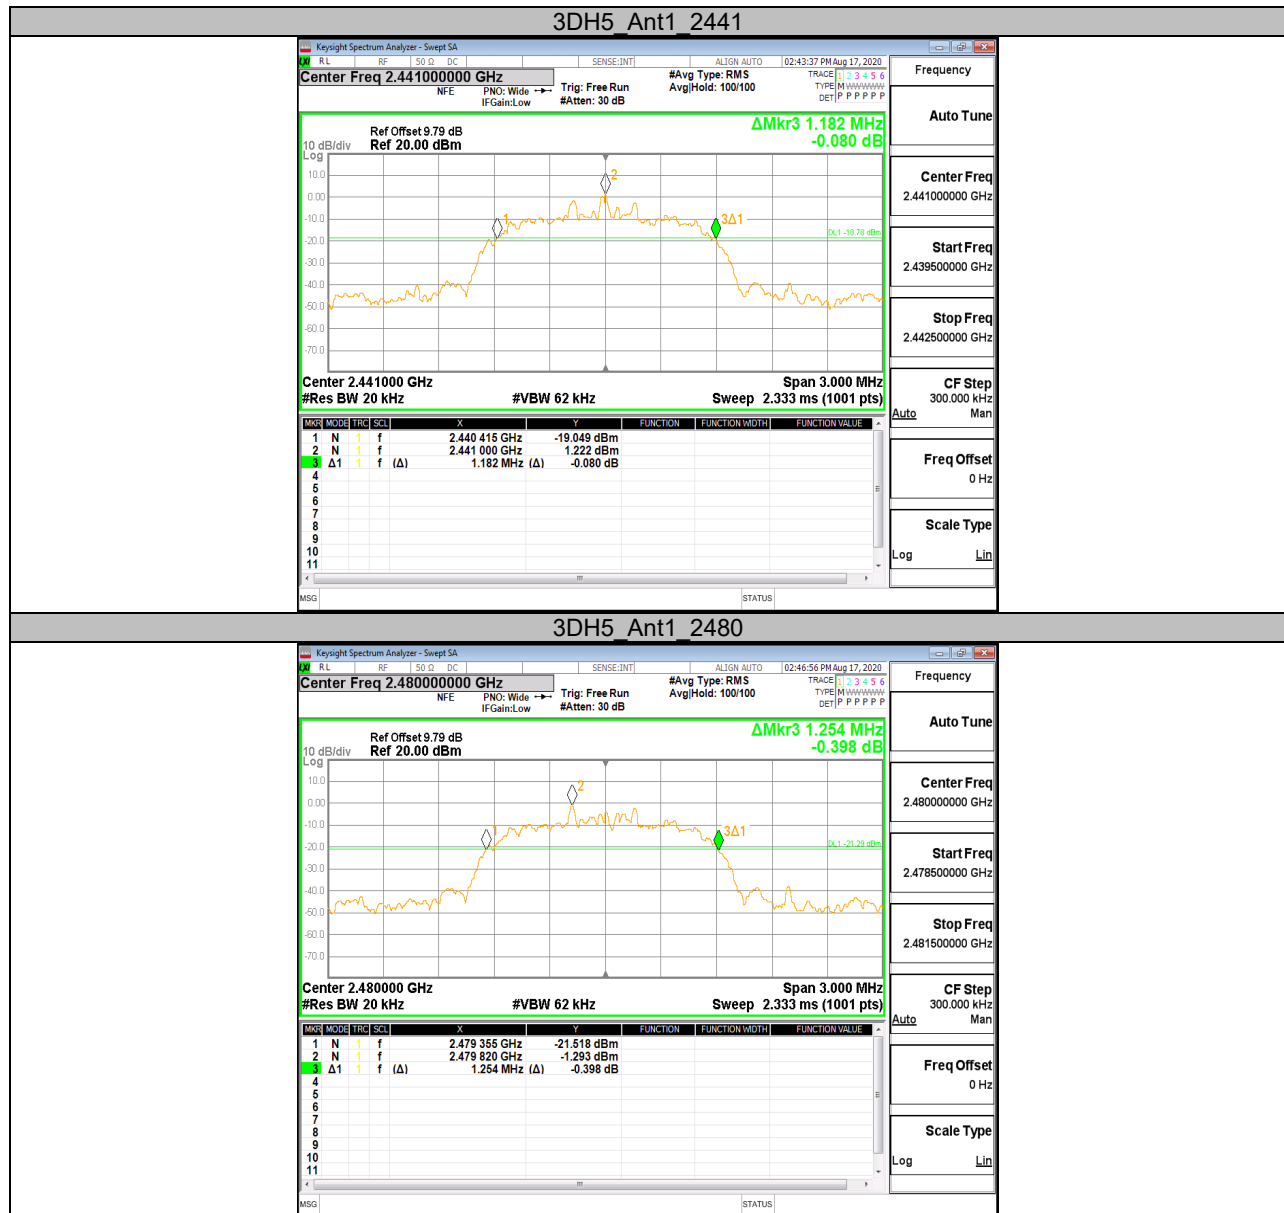 3DH5_Ant1_2441
Keysight Spectrum Analyzer - Swept SA
LXI RL RF 50 Ω DC SENSE:INT ALIGN AUTO 02:43:37 PM Aug 17, 2020
Center Freq 2.441000000 GHz #Avg Type: RMS TRACE 1 2 3 4 5 6
NFE PNO: Wide Trig: Free Run Avg|Hold: 100/100 TYPE M WWWWW
IFGain:Low #Atten: 30 dB DET P P P P P P
Frequency
Auto Tune
Center Freq
2.441000000 GHz
Start Freq
2.439500000 GHz
Stop Freq
2.442500000 GHz
CF Step
300.000 kHz
Auto Man
Freq Offset
0 Hz
Scale Type
Log Lin
ΔMkr3 1.182 MHz
-0.080 dB
Ref Offset 9.79 dB
10 dB/div Ref 20.00 dBm
Log
10.0
0.00
-10.0
-20.0
-30.0
-40.0
-50.0
-60.0
-70.0
1
2
3Δ1
DL1 -18.78 dBm
Center 2.441000 GHz Span 3.000 MHz
#Res BW 20 kHz #VBW 62 kHz Sweep 2.333 ms (1001 pts)
MKR MODE TRC SCL X Y FUNCTION FUNCTION WIDTH FUNCTION VALUE
1 N 1 f 2.440 415 GHz -19.049 dBm
2 N 1 f 2.441 000 GHz 1.222 dBm
3 Δ1 1 f (Δ) 1.182 MHz (Δ) -0.080 dB
4
5
6
7
8
9
10
11
MSG STATUS
3DH5_Ant1_2480
Keysight Spectrum Analyzer - Swept SA
LXI RL RF 50 Ω DC SENSE:INT ALIGN AUTO 02:46:56 PM Aug 17, 2020
Center Freq 2.480000000 GHz #Avg Type: RMS TRACE 1 2 3 4 5 6
NFE PNO: Wide Trig: Free Run Avg|Hold: 100/100 TYPE M WWWWW
IFGain:Low #Atten: 30 dB DET P P P P P P
Frequency
Auto Tune
Center Freq
2.480000000 GHz
Start Freq
2.478500000 GHz
Stop Freq
2.481500000 GHz
CF Step
300.000 kHz
Auto Man
Freq Offset
0 Hz
Scale Type
Log Lin
ΔMkr3 1.254 MHz
-0.398 dB
Ref Offset 9.79 dB
10 dB/div Ref 20.00 dBm
Log
10.0
0.00
-10.0
-20.0
-30.0
-40.0
-50.0
-60.0
-70.0
1
2
3Δ1
DL1 -21.29 dBm
Center 2.480000 GHz Span 3.000 MHz
#Res BW 20 kHz #VBW 62 kHz Sweep 2.333 ms (1001 pts)
MKR MODE TRC SCL X Y FUNCTION FUNCTION WIDTH FUNCTION VALUE
1 N 1 f 2.479 355 GHz -21.518 dBm
2 N 1 f 2.479 820 GHz -1.293 dBm
3 Δ1 1 f (Δ) 1.254 MHz (Δ) -0.398 dB
4
5
6
7
8
9
10
11
MSG STATUS